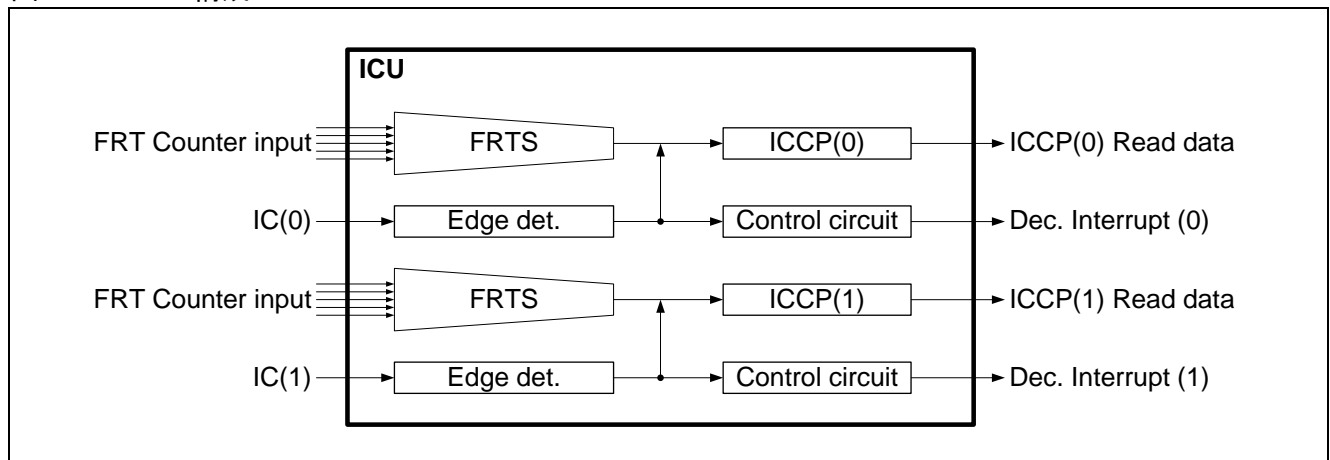 ICU
FRT Counter input FRTS ICCP(0) ICCP(0) Read data
IC(0) Edge det. Control circuit Dec. Interrupt (0)
FRT Counter input FRTS ICCP(1) ICCP(1) Read data
IC(1) Edge det. Control circuit Dec. Interrupt (1)